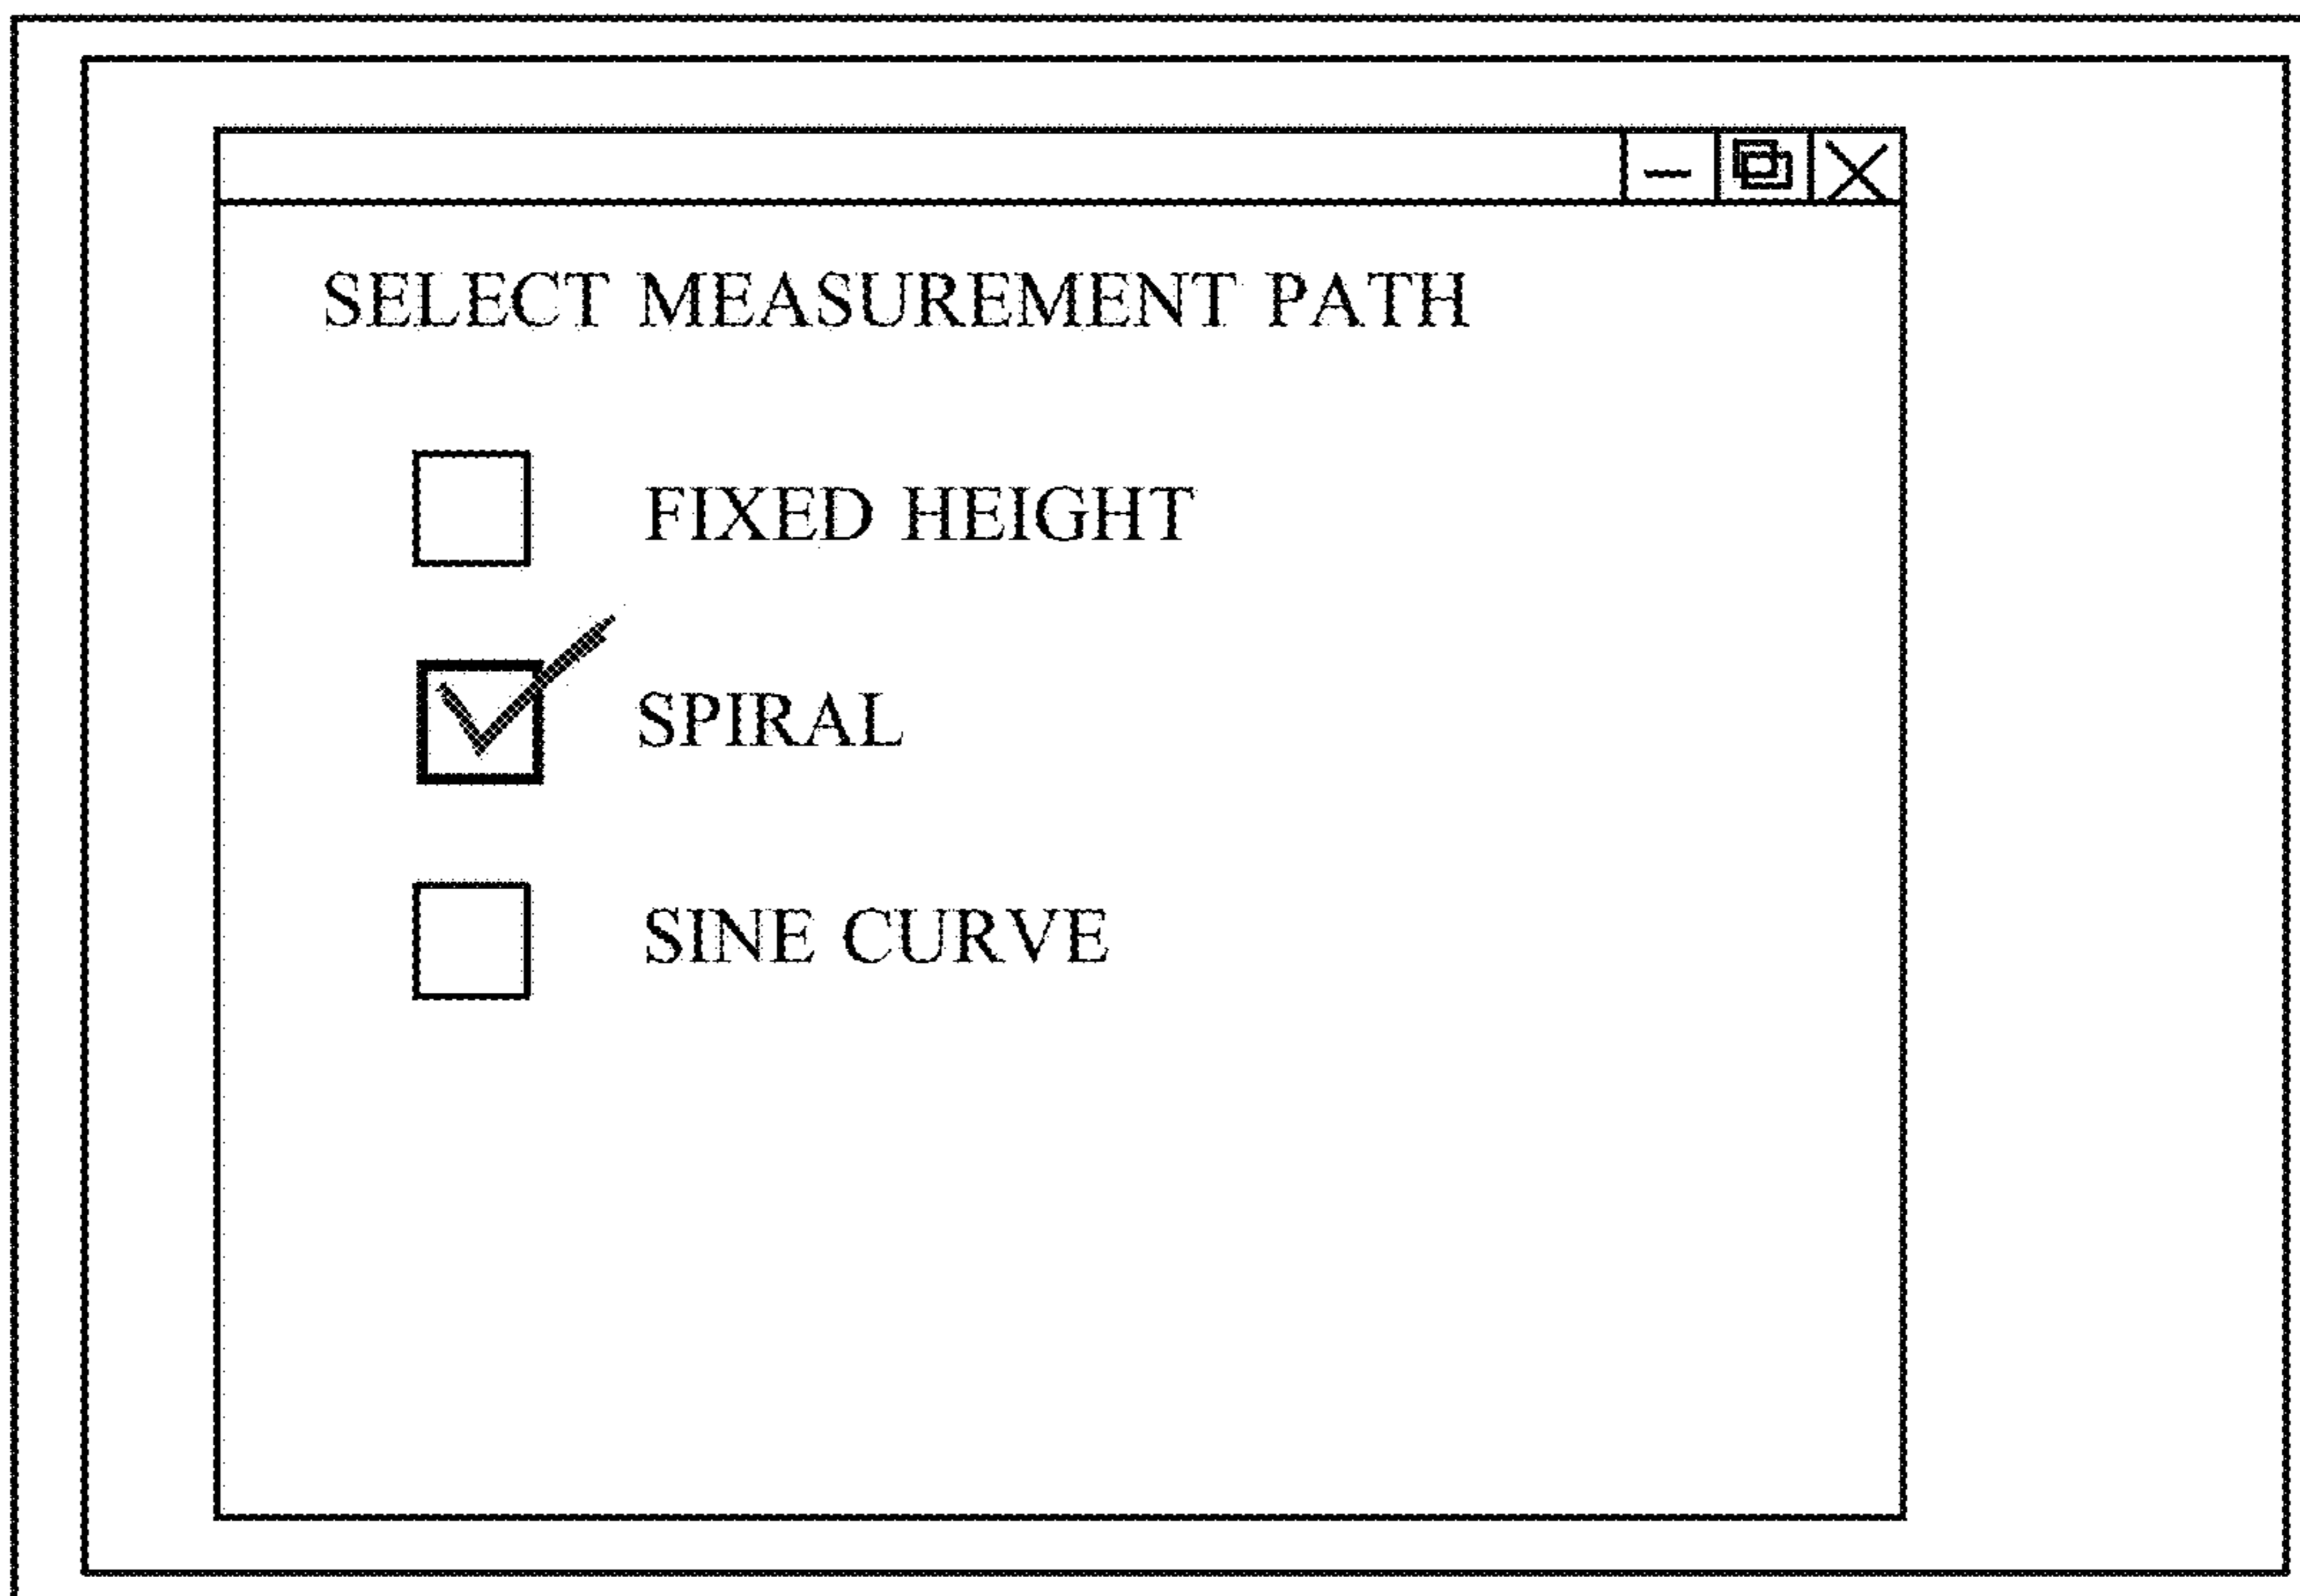 SELECT MEASUREMENT PATH
FIXED HEIGHT
SPIRAL
SINE CURVE